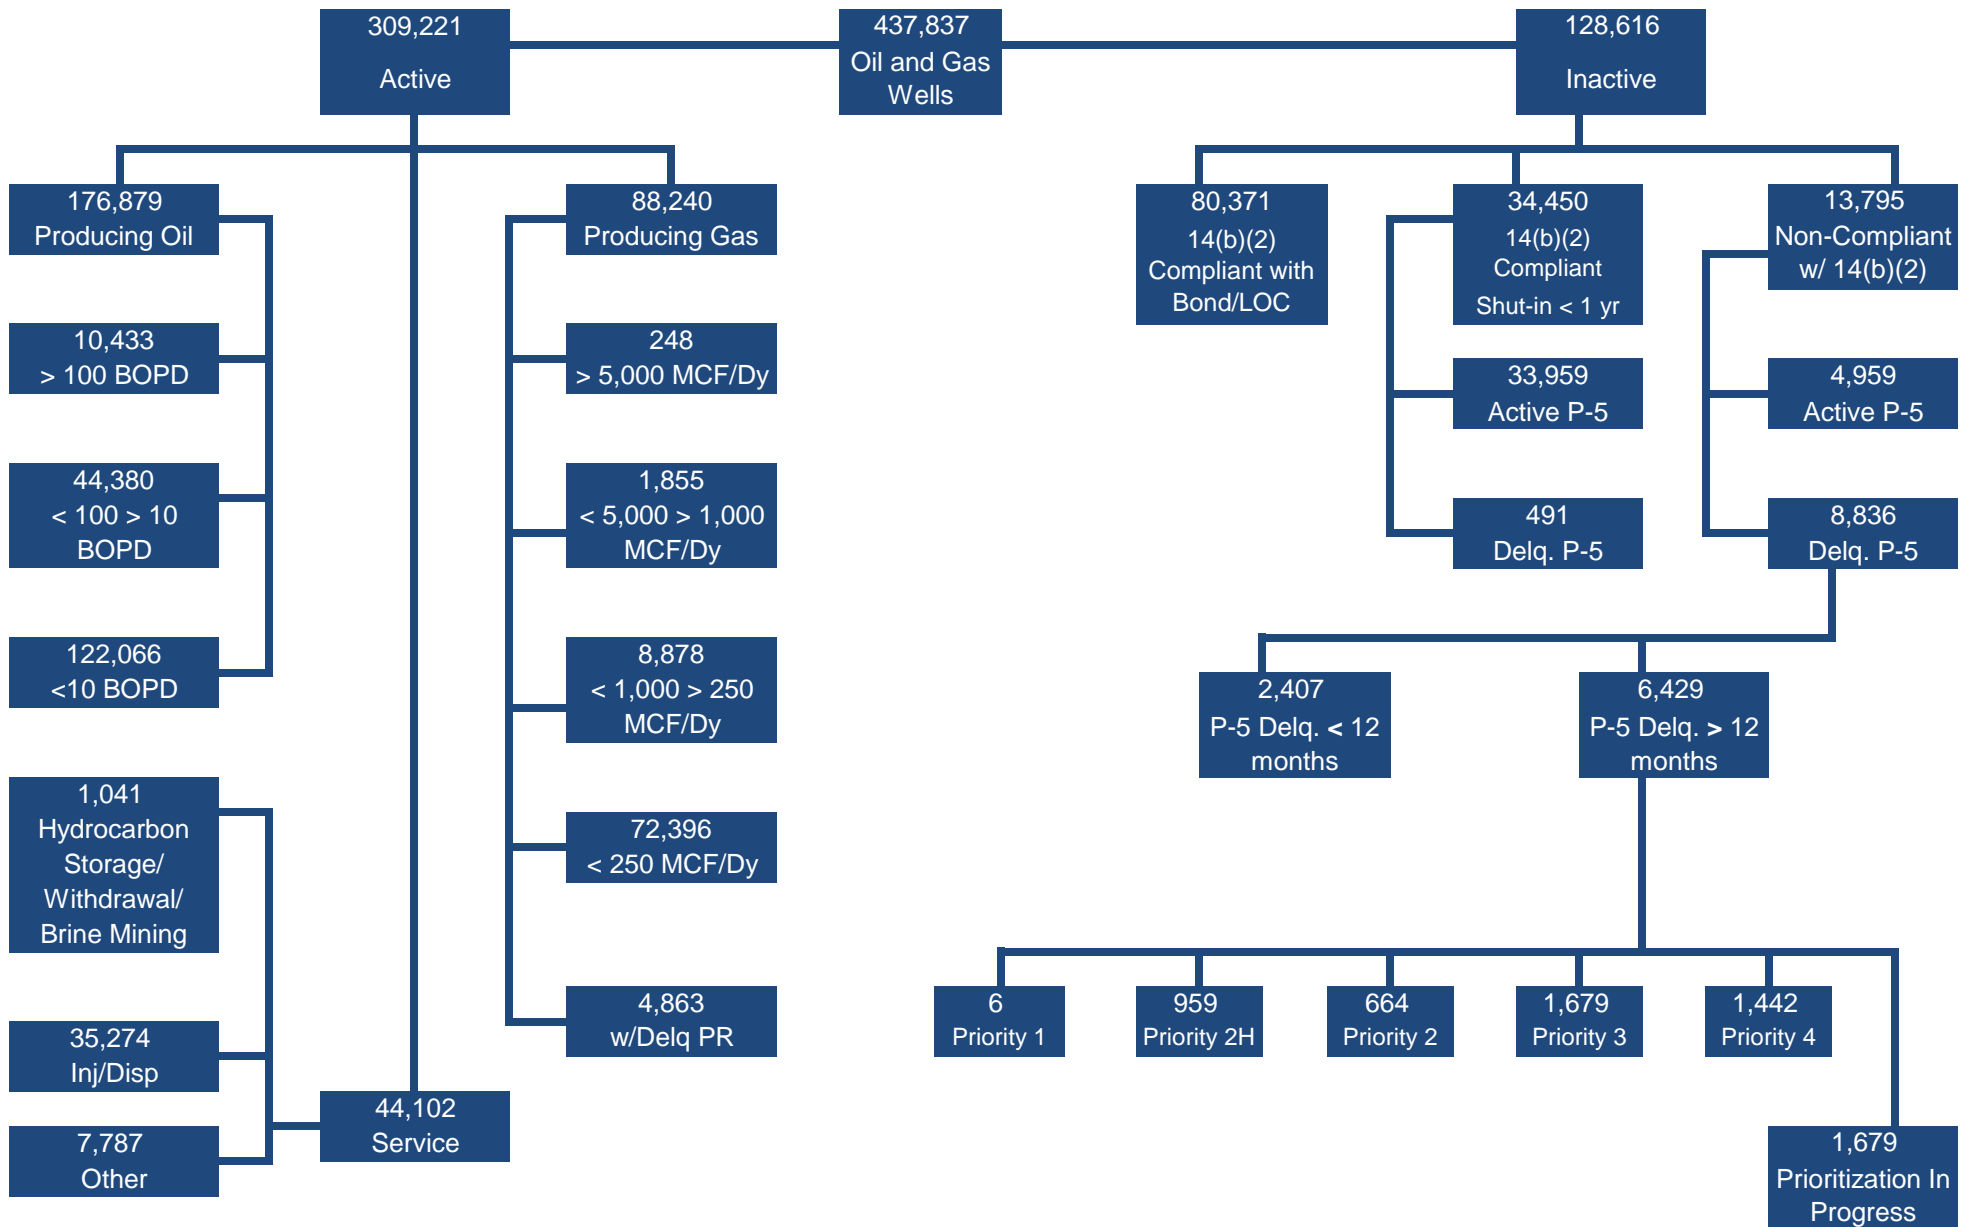 309,221
Active
437,837
Oil and Gas
Wells
128,616
Inactive
176,879
Producing Oil
88,240
Producing Gas
80,371
14(b)(2)
Compliant with
Bond/LOC
34,450
14(b)(2)
Compliant
Shut-in < 1 yr
13,795
Non-Compliant
w/ 14(b)(2)
10,433
> 100 BOPD
248
> 5,000 MCF/Dy
33,959
Active P-5
4,959
Active P-5
44,380
< 100 > 10
BOPD
1,855
< 5,000 > 1,000
MCF/Dy
491
Delq. P-5
8,836
Delq. P-5
122,066
<10 BOPD
8,878
< 1,000 > 250
MCF/Dy
2,407
P-5 Delq. < 12
months
6,429
P-5 Delq. > 12
months
1,041
Hydrocarbon
Storage/
Withdrawal/
Brine Mining
72,396
< 250 MCF/Dy
4,863
w/Delq PR
6
Priority 1
959
Priority 2H
664
Priority 2
1,679
Priority 3
1,442
Priority 4
35,274
Inj/Disp
44,102
Service
7,787
Other
1,679
Prioritization In
Progress